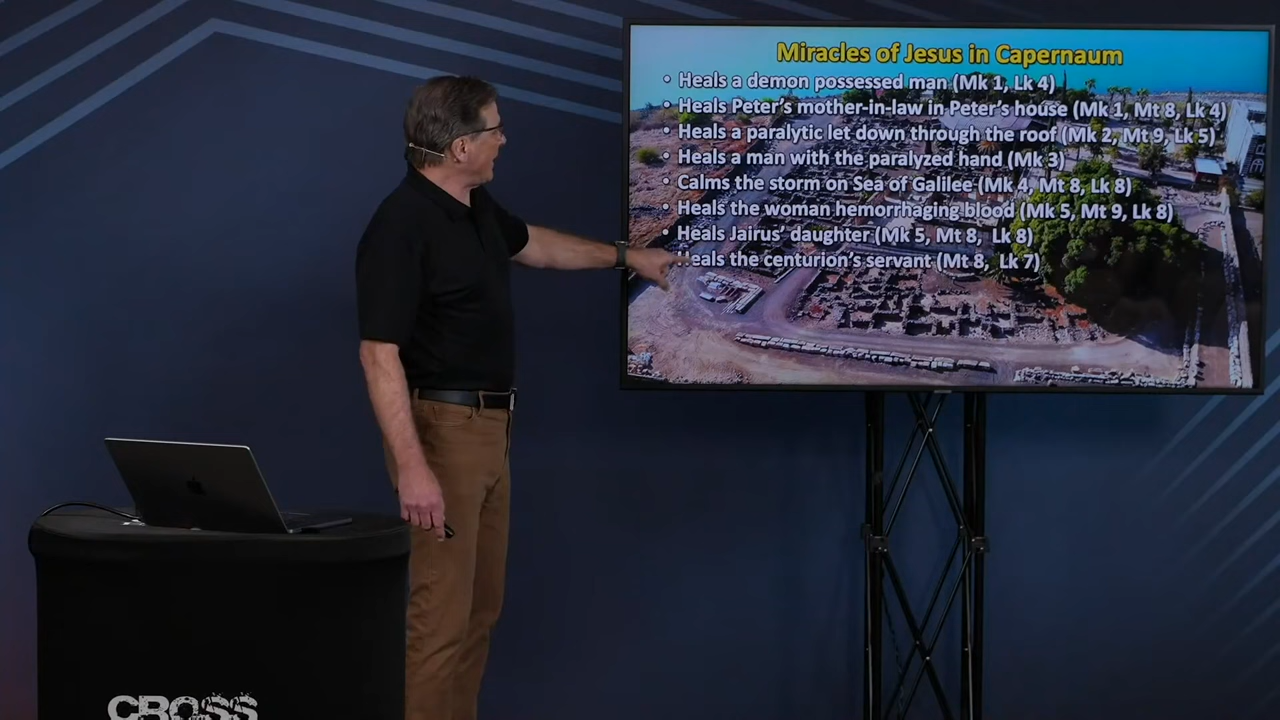 Miracles of Jesus in Capernaum
• Heals a demon possessed man (Mk 1, Lk 4)
• Heals Peter's mother-in-law in Peter's house (Mk 1, Mt 8, Lk 4)
• Heals a paralytic let down through the roof (Mk 2, Mt 9, Lk 5)
• Heals a man with the paralyzed hand (Mk 3)
• Calms the storm on Sea of Galilee (Mk 4, Mt 8, Lk 8)
• Heals the woman hemorrhaging blood (Mk 5, Mt 9, Lk 8)
• Heals Jairus' daughter (Mk 5, Mt 8, Lk 8)
eals the centurion's servant (Mt 8, Lk 7)
CROSS